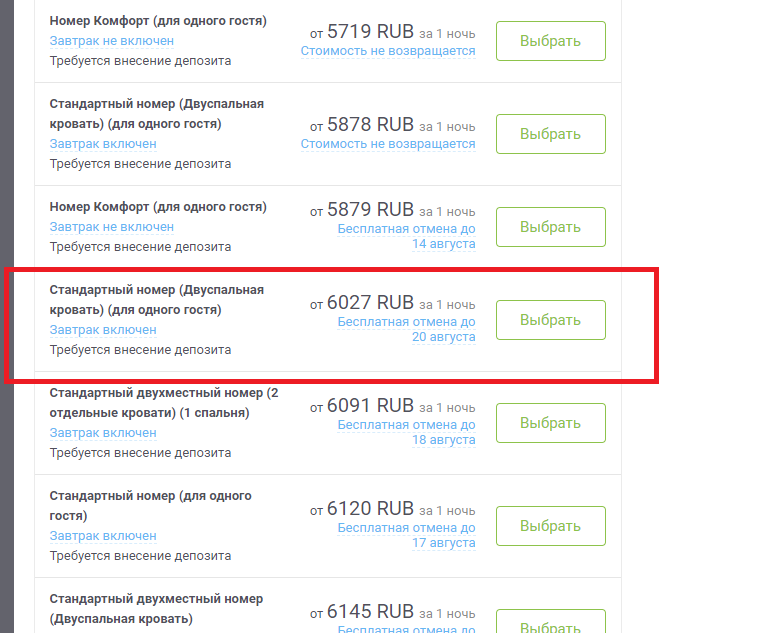 Номер Комфорт (для одного гостя)
Завтрак не включен
Требуется внесение депозита
от 5719 RUB за 1 ночь
Стоимость не возвращается
Выбрать
Стандартный номер (Двуспальная
кровать) (для одного гостя)
Завтрак включен
Требуется внесение депозита
от 5878 RUB за 1 ночь
Стоимость не возвращается
Выбрать
Номер Комфорт (для одного гостя)
Завтрак не включен
Требуется внесение депозита
от 5879 RUB за 1 ночь
Бесплатная отмена до
14 августа
Выбрать
Стандартный номер (Двуспальная
кровать) (для одного гостя)
Завтрак включен
Требуется внесение депозита
от 6027 RUB за 1 ночь
Бесплатная отмена до
20 августа
Выбрать
Стандартный двухместный номер (2
отдельные кровати) (1 спальня)
Завтрак включен
Требуется внесение депозита
от 6091 RUB за 1 ночь
Бесплатная отмена до
18 августа
Выбрать
Стандартный номер (для одного
гостя)
Завтрак включен
Требуется внесение депозита
от 6120 RUB за 1 ночь
Бесплатная отмена до
17 августа
Выбрать
Стандартный двухместный номер
(Двуспальная кровать)
от 6145 RUB за 1 ночь
Бесплатная отмена до
Выбрать